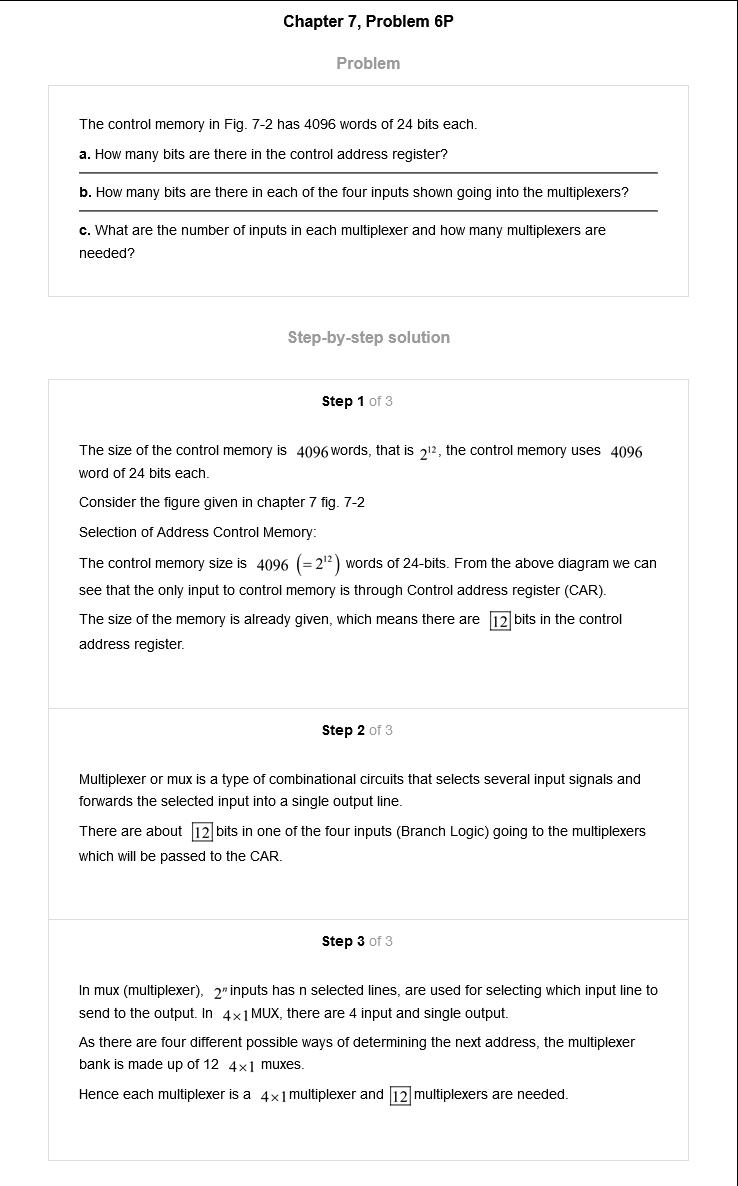 Chapter 7, Problem 6P
Problem
The control memory in Fig. 7-2 has 4096 words of 24 bits each.
a. How many bits are there in the control address register?
b. How many bits are there in each of the four inputs shown going into the multiplexers?
c. What are the number of inputs in each multiplexer and how many multiplexers are
needed?
Step-by-step solution
Step 1 of 3
The size of the control memory is 4096 words, that is 2¹², the control memory uses 4096
word of 24 bits each.
Consider the figure given in chapter 7 fig. 7-2
Selection of Address Control Memory:
The control memory size is 4096 (=2¹²) words of 24-bits. From the above diagram we can
see that the only input to control memory is through Control address register (CAR).
The size of the memory is already given, which means there are 12 bits in the control
address register.
Step 2 of 3
Multiplexer or mux is a type of combinational circuits that selects several input signals and
forwards the selected input into a single output line.
There are about 12 bits in one of the four inputs (Branch Logic) going to the multiplexers
which will be passed to the CAR.
Step 3 of 3
In mux (multiplexer), 2ⁿ inputs has n selected lines, are used for selecting which input line to
send to the output. In 4×1 MUX, there are 4 input and single output.
As there are four different possible ways of determining the next address, the multiplexer
bank is made up of 12 4×1 muxes.
Hence each multiplexer is a 4×1 multiplexer and 12 multiplexers are needed.